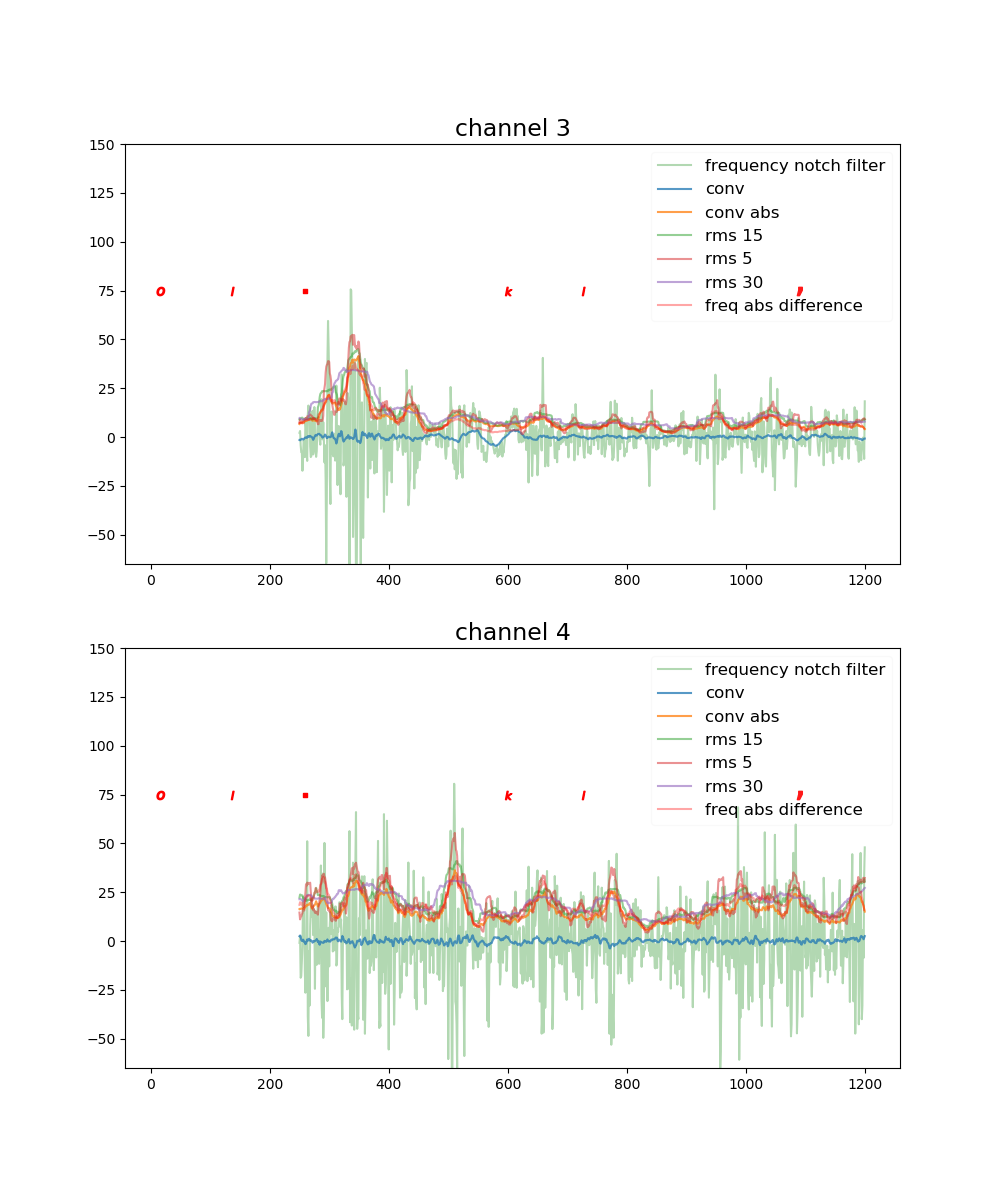 channel 3
150
125
100
75
50
25
0
−25
−50
frequency notch filter
conv
conv abs
rms 15
rms 5
rms 30
freq abs difference
o l . k l
0 200 400 600 800 1000 1200
channel 4
150
125
100
75
50
25
0
−25
−50
frequency notch filter
conv
conv abs
rms 15
rms 5
rms 30
freq abs difference
o l . k l
0 200 400 600 800 1000 1200